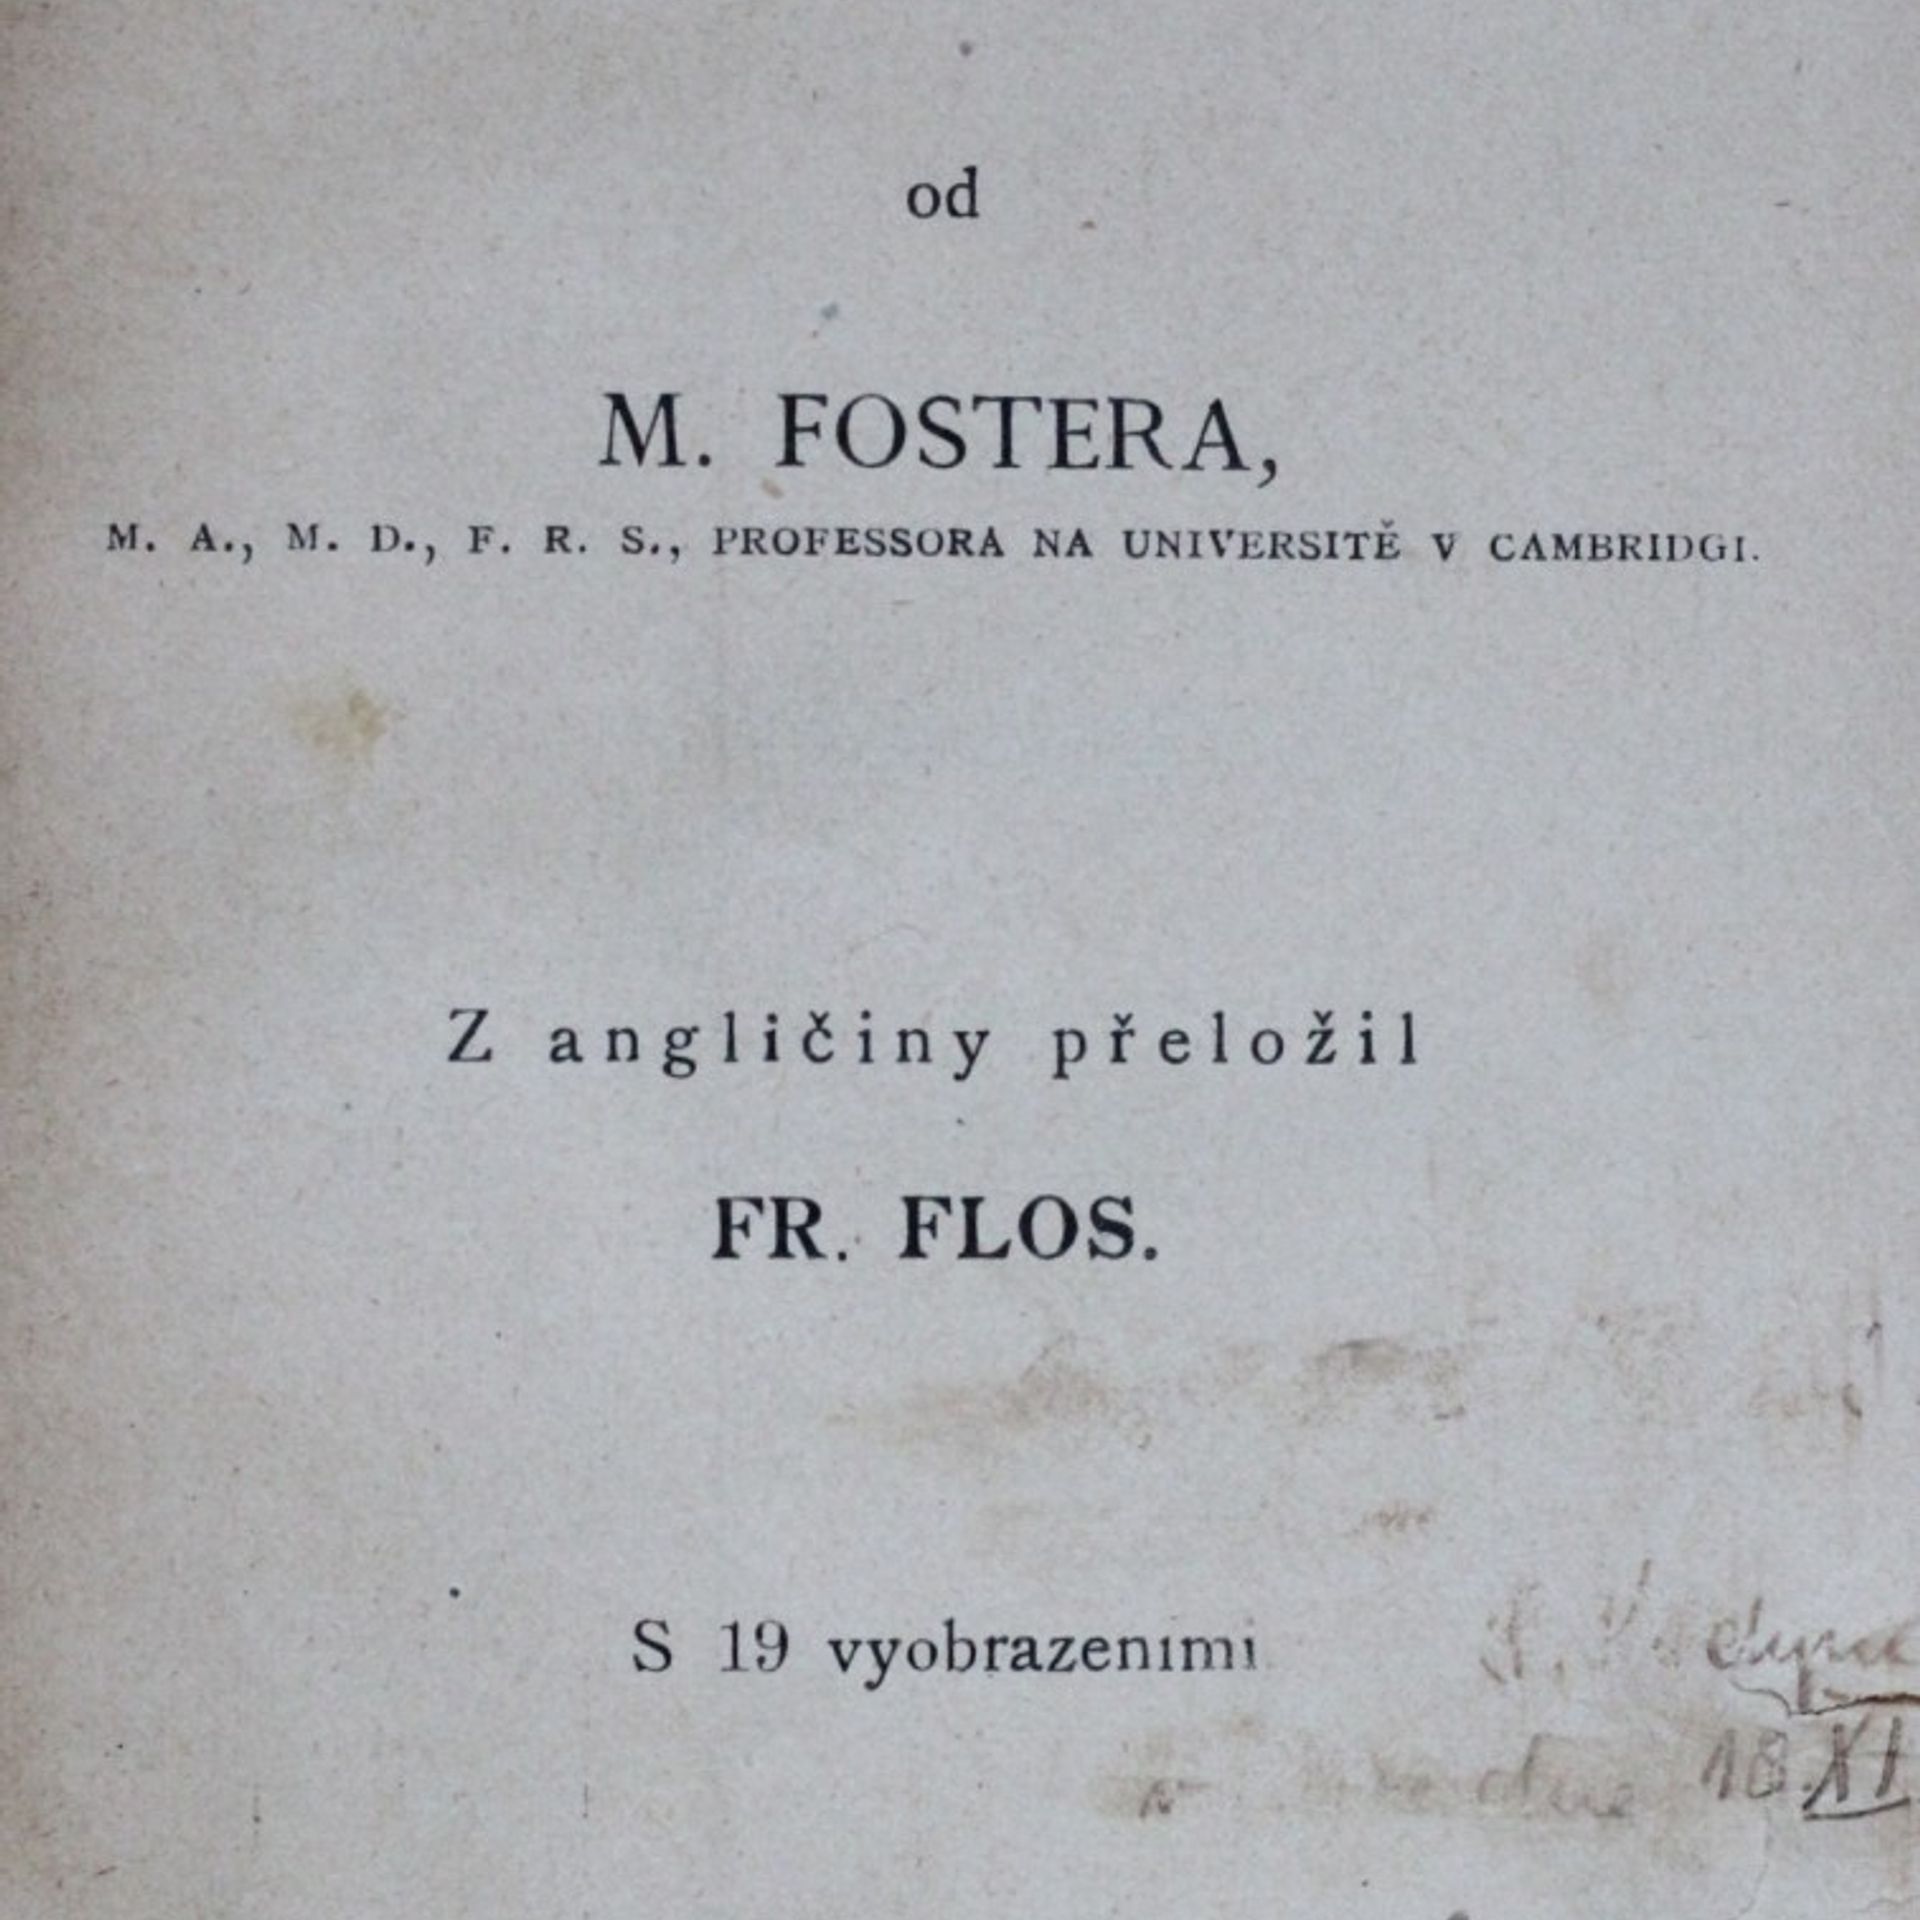 od
M. FOSTERA,
M. A., M. D., F. R. S., PROFESSORA NA UNIVERSITĚ V CAMBRIDGI.
Z angličiny přeložil
FR. FLOS.
S 19 vyobrazeními
18. XI